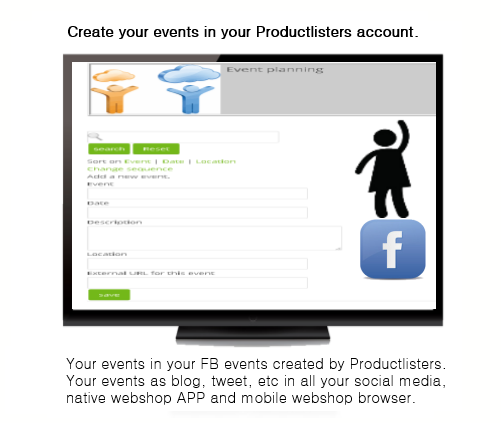 Create your events in your Productlisters account.
Event planning
search Reset
Sort on Event | Date | Location
Change sequence
Add a new event.
Event
Date
Description
Location
External URL for this event
save
f
Your events in your FB events created by Productlisters.
Your events as blog, tweet, etc in all your social media,
native webshop APP and mobile webshop browser.